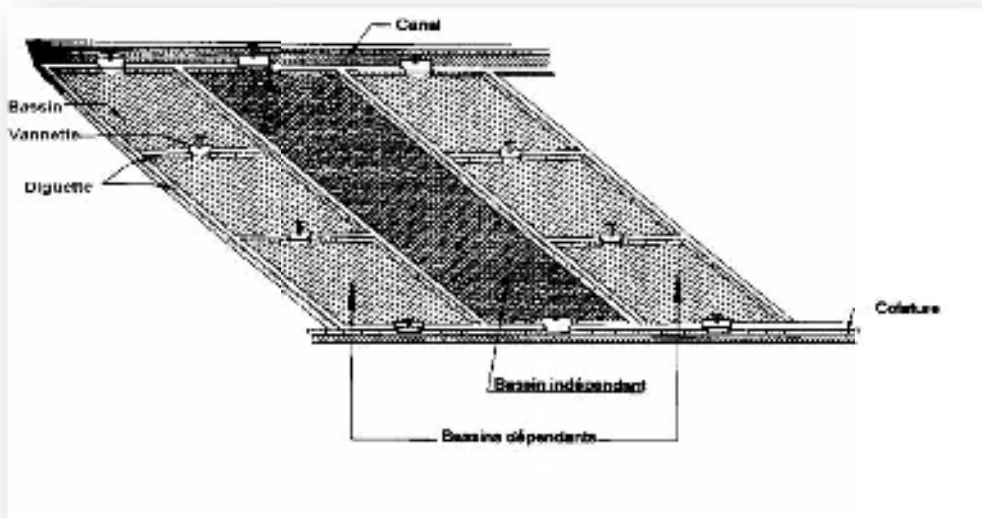 Canal
Bassin
Vannette
Diguette
Colature
Bassin indépendant
Bassins dépendants